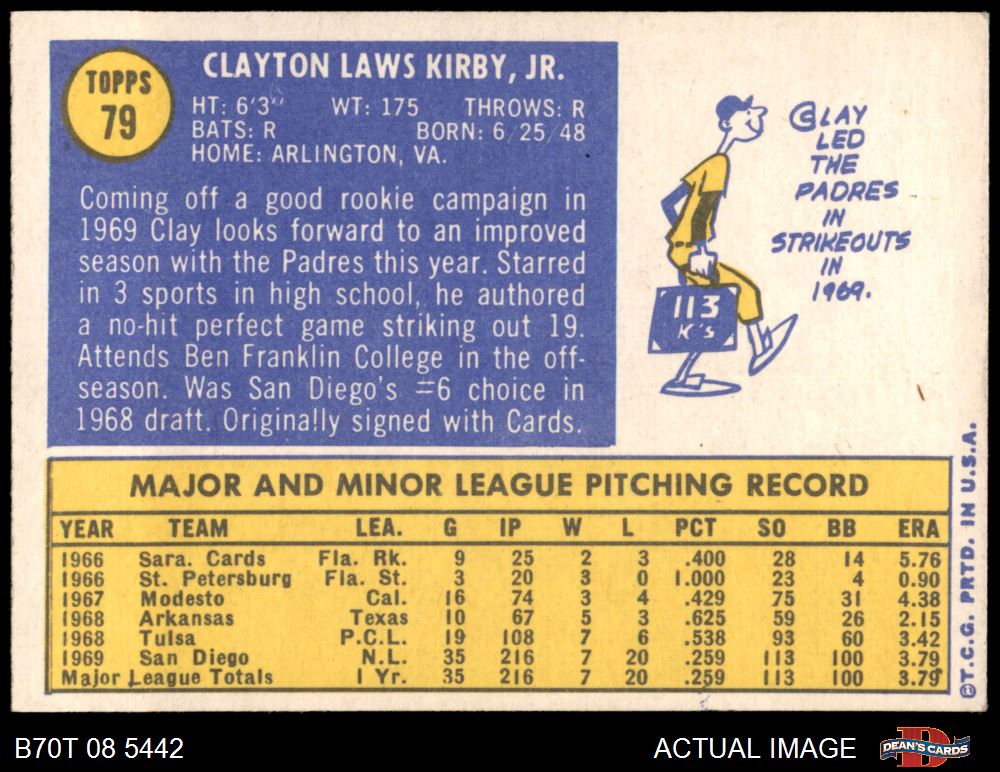 TOPPS
79
CLAYTON LAWS KIRBY, JR.
HT: 6'3" WT: 175 THROWS: R
BATS: R BORN: 6/25/48
HOME: ARLINGTON, VA.
Coming off a good rookie campaign in
1969 Clay looks forward to an improved
season with the Padres this year. Starred
in 3 sports in high school, he authored
a no-hit perfect game striking out 19.
Attends Ben Franklin College in the off-
season. Was San Diego's #6 choice in
1968 draft. Originally signed with Cards.
CLAY
LED
THE
PADRES
IN
STRIKEOUTS
IN
1969.
113
K's
MAJOR AND MINOR LEAGUE PITCHING RECORD
YEAR TEAM LEA. G IP W L PCT SO BB ERA
1966 Sara. Cards Fla. Rk. 9 25 2 3 .400 28 14 5.76
1966 St. Petersburg Fla. St. 3 20 3 0 1.000 23 4 0.90
1967 Modesto Cal. 16 74 3 4 .429 75 31 4.38
1968 Arkansas Texas 10 67 5 3 .625 59 26 2.15
1968 Tulsa P.C.L. 19 108 7 6 .538 93 60 3.42
1969 San Diego N.L. 35 216 7 20 .259 113 100 3.79
Major League Totals 1 Yr. 35 216 7 20 .259 113 100 3.79
©T.C.G. PRTD. IN U.S.A.
B70T 08 5442
ACTUAL IMAGE
D
DEAN'S CARDS